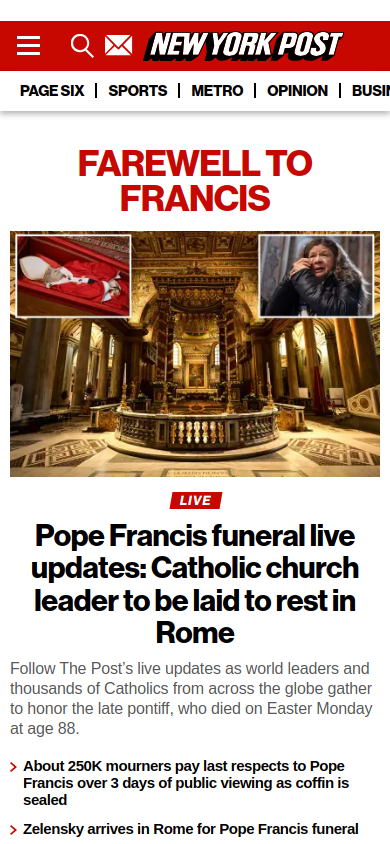 NEW YORK POST
PAGE SIX
SPORTS
METRO
OPINION
BUSIN
FAREWELL TO
FRANCIS
LIVE
Pope Francis funeral live
updates: Catholic church
leader to be laid to rest in
Rome
Follow The Post’s live updates as world leaders and
thousands of Catholics from across the globe gather
to honor the late pontiff, who died on Easter Monday
at age 88.
About 250K mourners pay last respects to Pope
Francis over 3 days of public viewing as coffin is
sealed
Zelensky arrives in Rome for Pope Francis funeral